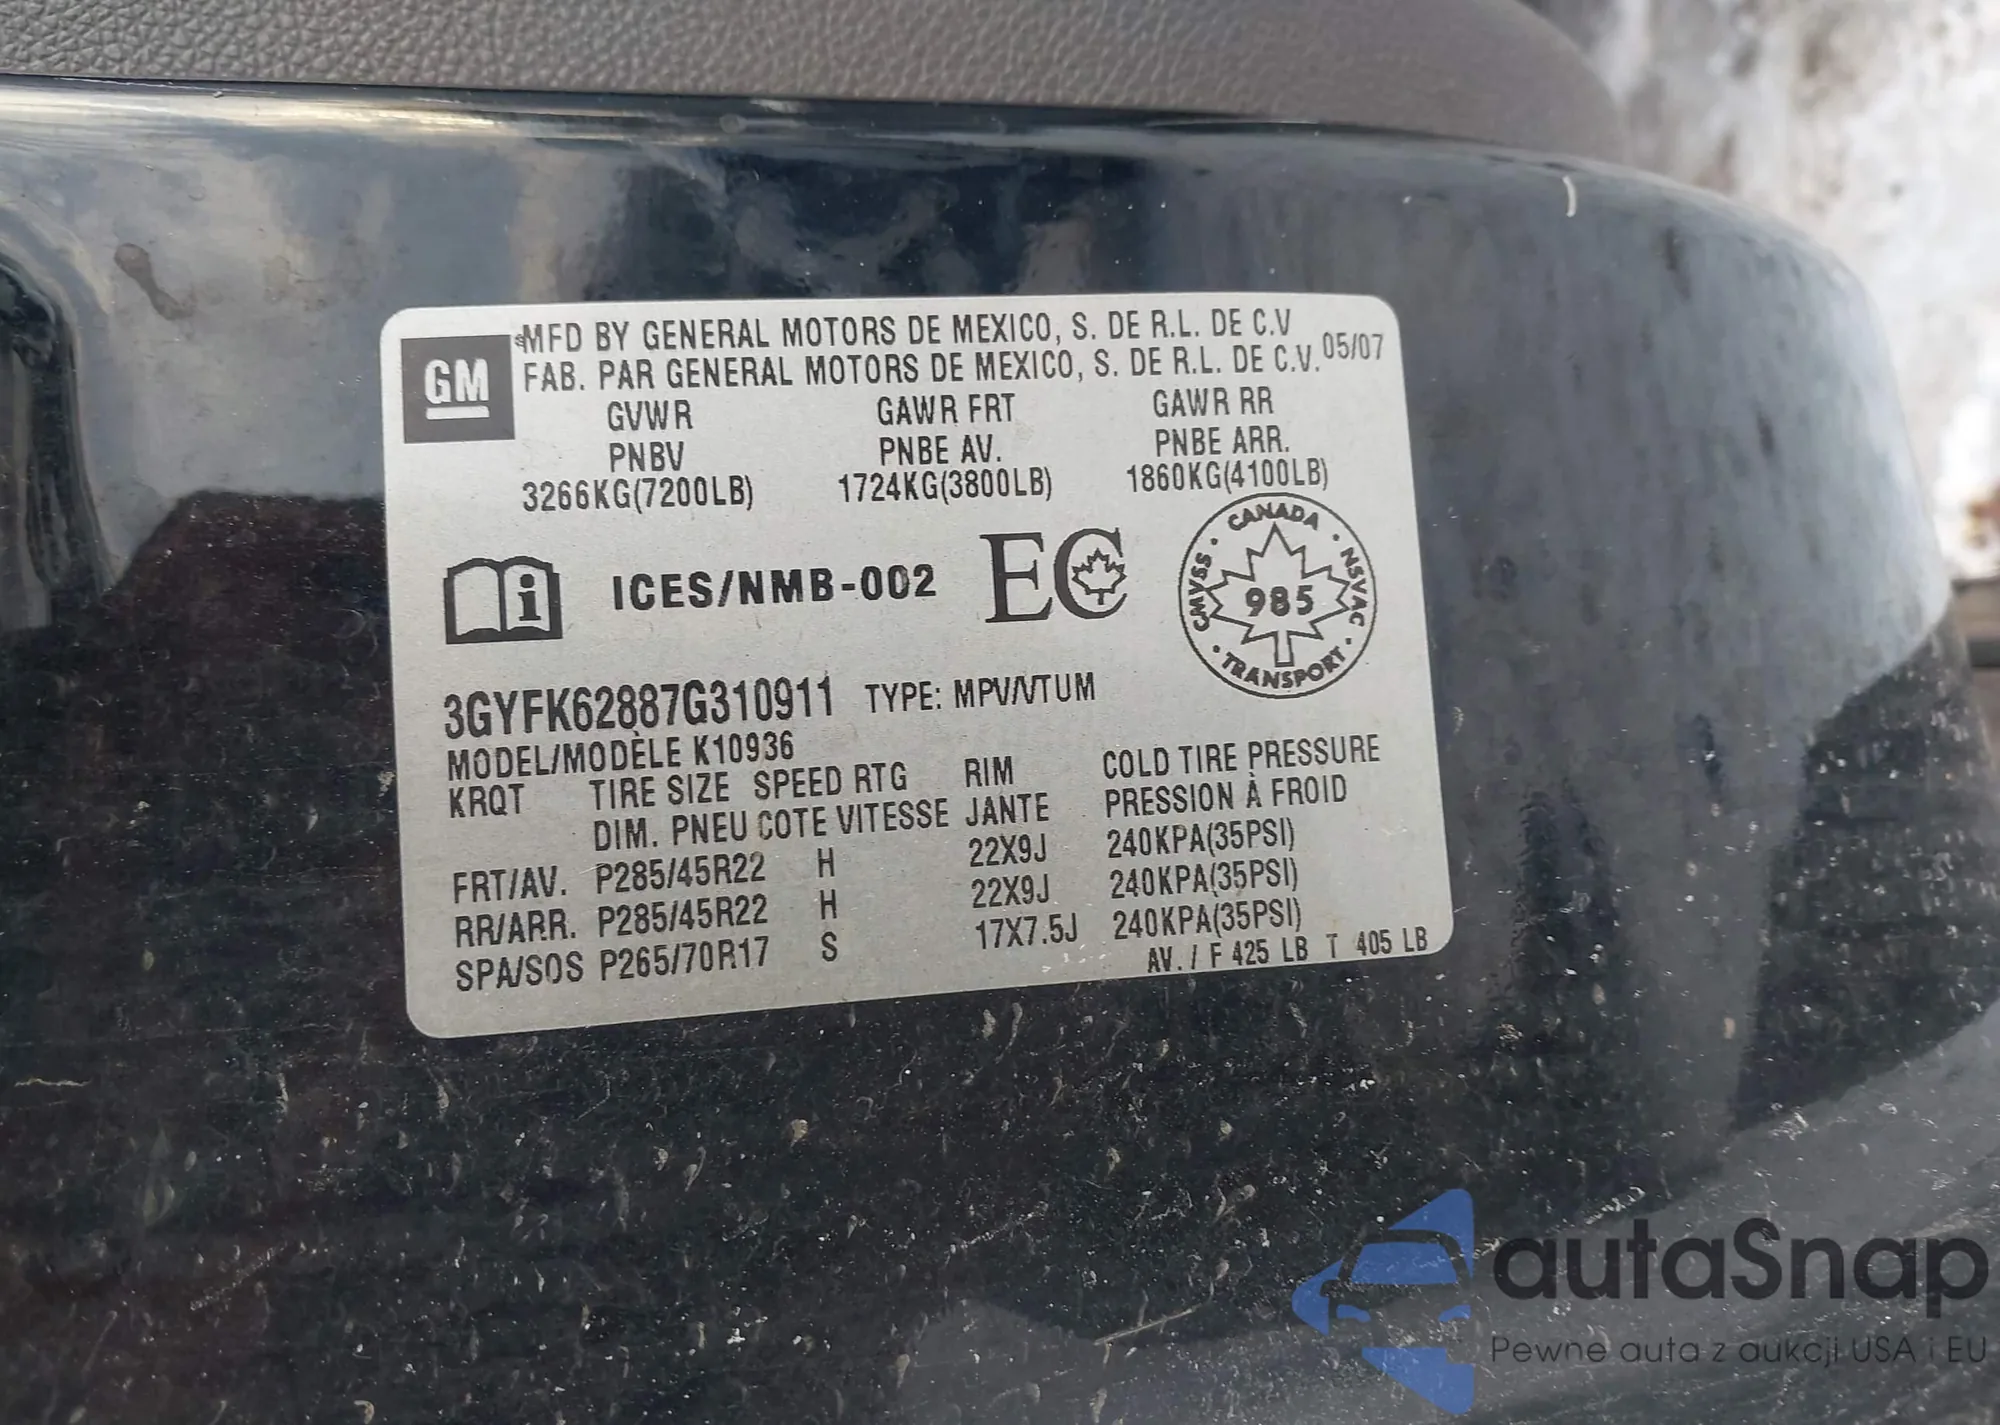 GM
MFD BY GENERAL MOTORS DE MEXICO, S. DE R.L. DE C.V
FAB. PAR GENERAL MOTORS DE MEXICO, S. DE R.L. DE C.V. 05/07
GVWR GAWR FRT GAWR RR
PNBV PNBE AV. PNBE ARR.
3266KG(7200LB) 1724KG(3800LB) 1860KG(4100LB)
i ICES/NMB-002 EC
CANADA
CMVSS · 985 · NSVAC
TRANSPORT
3GYFK62887G310911 TYPE: MPV/VTUM
MODEL/MODÈLE K10936
KRQT TIRE SIZE SPEED RTG RIM COLD TIRE PRESSURE
DIM. PNEU COTE VITESSE JANTE PRESSION À FROID
FRT/AV. P285/45R22 H 22X9J 240KPA(35PSI)
RR/ARR. P285/45R22 H 22X9J 240KPA(35PSI)
SPA/SOS P265/70R17 S 17X7.5J 240KPA(35PSI)
AV. / F 425 LB T 405 LB
autaSnap
Pewne auta z aukcji USA i EU